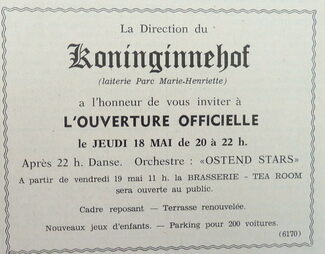 La Direction du
Koninginnehof
(laiterie Parc Marie-Henriette)
a l'honneur de vous inviter à
L'OUVERTURE OFFICIELLE
le JEUDI 18 MAI de 20 à 22 h.
Après 22 h. Danse. Orchestre : «OSTEND STARS»
A partir de vendredi 19 mai 11 h. la BRASSERIE - TEA ROOM
sera ouverte au public.
Cadre reposant — Terrasse renouvelée.
Nouveaux jeux d'enfants. — Parking pour 200 voitures.
(6170)